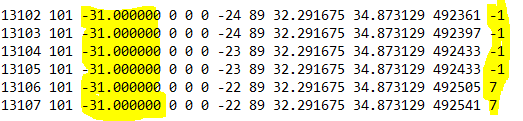 13102 101 -31.000000 0 0 0 -24 89 32.291675 34.873129 492361 -1
13103 101 -31.000000 0 0 0 -24 89 32.291675 34.873129 492397 -1
13104 101 -31.000000 0 0 0 -23 89 32.291675 34.873129 492433 -1
13105 101 -31.000000 0 0 0 -23 89 32.291675 34.873129 492433 -1
13106 101 -31.000000 0 0 0 -22 89 32.291675 34.873129 492505 7
13107 101 -31.000000 0 0 0 -22 89 32.291675 34.873129 492541 7